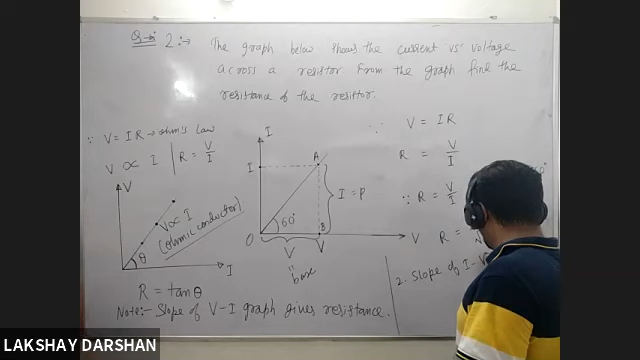 Q → 2 :→ The graph below shows the current vs' voltage
across a resistor from the graph find the
resistance of the resistor.
∵ V = IR → ohm's law
V ∝ I | R = V/I
V
V ∝ I
(ohmic conductor)
θ
I
R = tanθ
Note:- Slope of V-I graph gives resistance.
I
I
A
60°
I = P
O
B
V
V
V
"
base
∵ V = IR
R = V/I
∵ R = V/I
R =
2. Slope of I-V
LAKSHAY DARSHAN